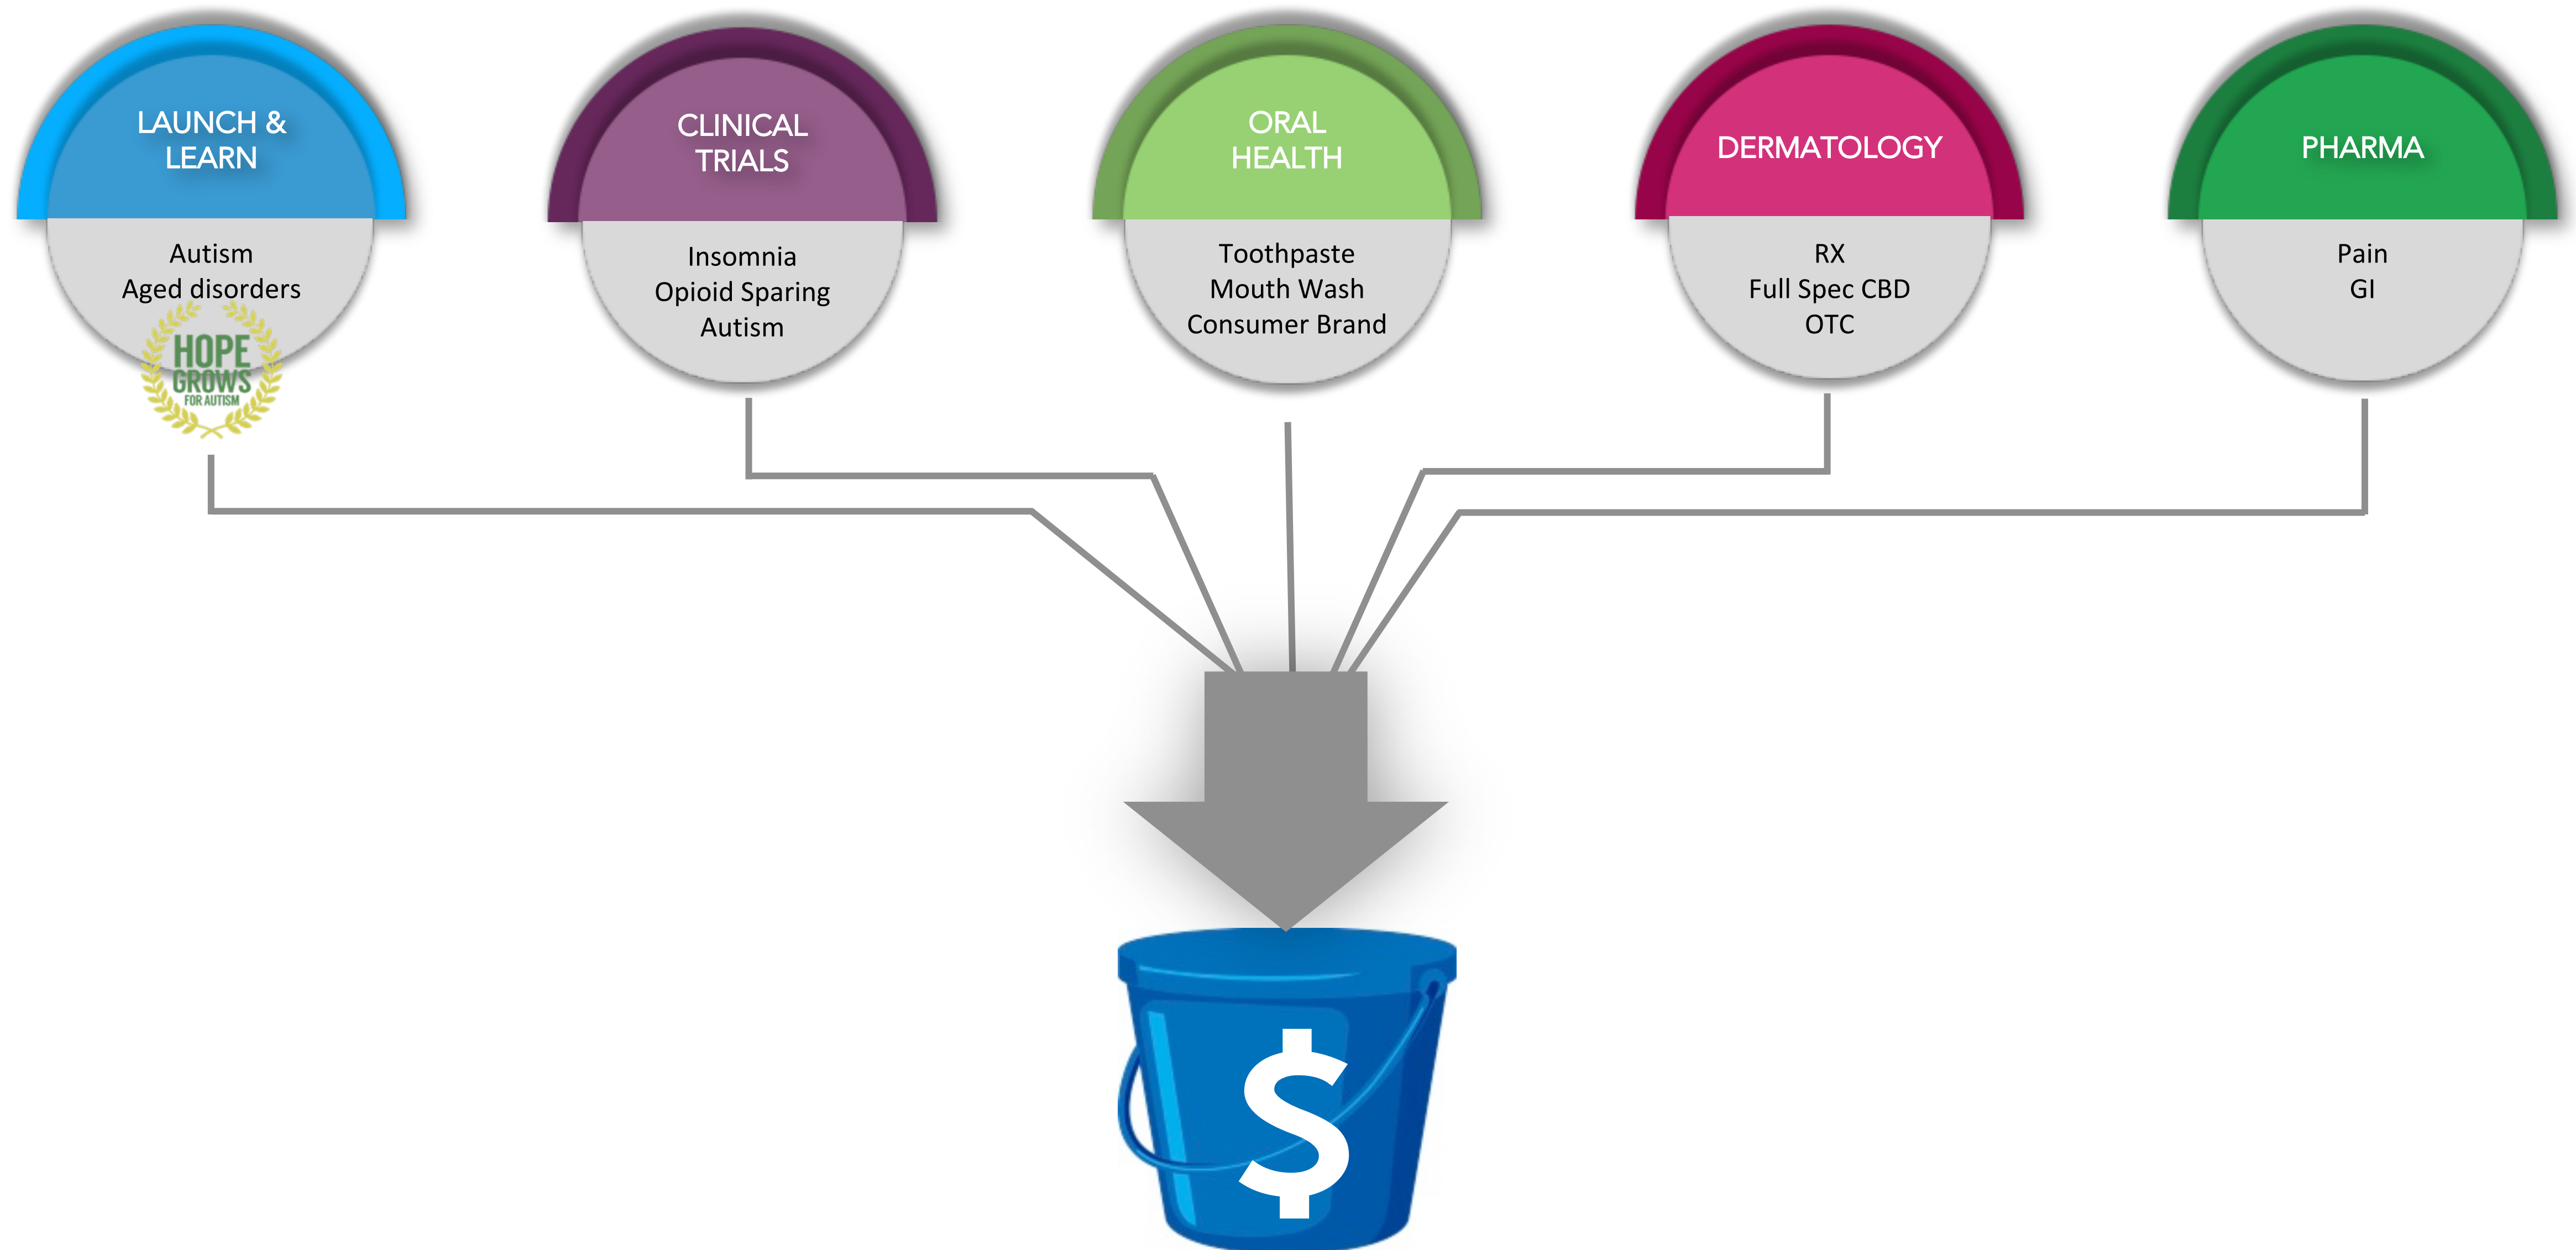 LAUNCH &
LEARN
Autism
Aged disorders
HOPE
GROWS
FOR AUTISM
CLINICAL
TRIALS
Insomnia
Opioid Sparing
Autism
ORAL
HEALTH
Toothpaste
Mouth Wash
Consumer Brand
DERMATOLOGY
RX
Full Spec CBD
OTC
PHARMA
Pain
GI
$